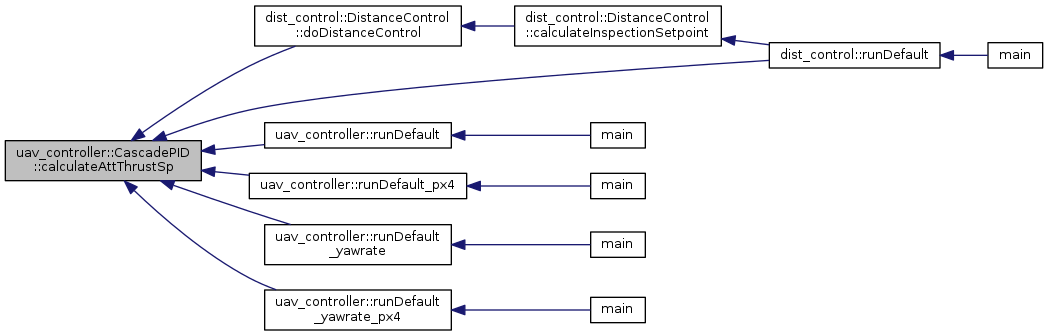 dist_control::DistanceControl
::doDistanceControl
dist_control::DistanceControl
::calculateInspectionSetpoint
dist_control::runDefault
main
uav_controller::CascadePID
::calculateAttThrustSp
uav_controller::runDefault
main
uav_controller::runDefault_px4
main
uav_controller::runDefault
_yawrate
main
uav_controller::runDefault
_yawrate_px4
main